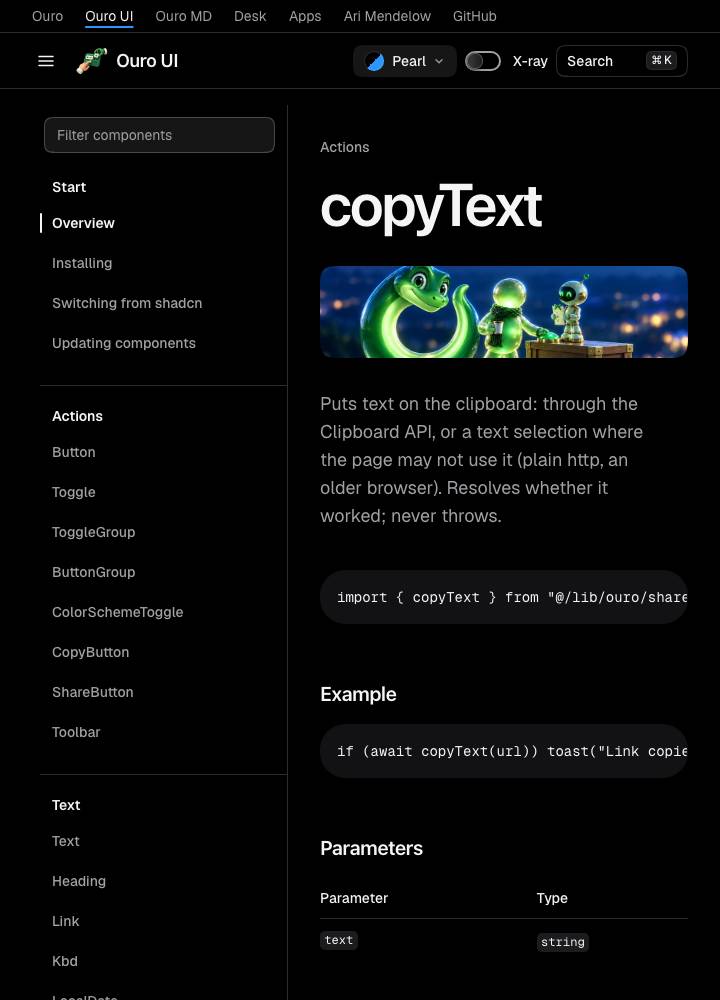 Ouro Ouro UI Ouro MD Desk Apps Ari Mendelow GitHub
Ouro UI Pearl X-ray Search ⌘ K
Filter components
Start
Overview
Installing
Switching from shadcn
Updating components
Actions
Button
Toggle
ToggleGroup
ButtonGroup
ColorSchemeToggle
CopyButton
ShareButton
Toolbar
Text
Text
Heading
Link
Kbd
Actions
copyText
Puts text on the clipboard: through the
Clipboard API, or a text selection where
the page may not use it (plain http, an
older browser). Resolves whether it
worked; never throws.
import { copyText } from "@/lib/ouro/share
Example
if (await copyText(url)) toast("Link copie
Parameters
Parameter Type
text string